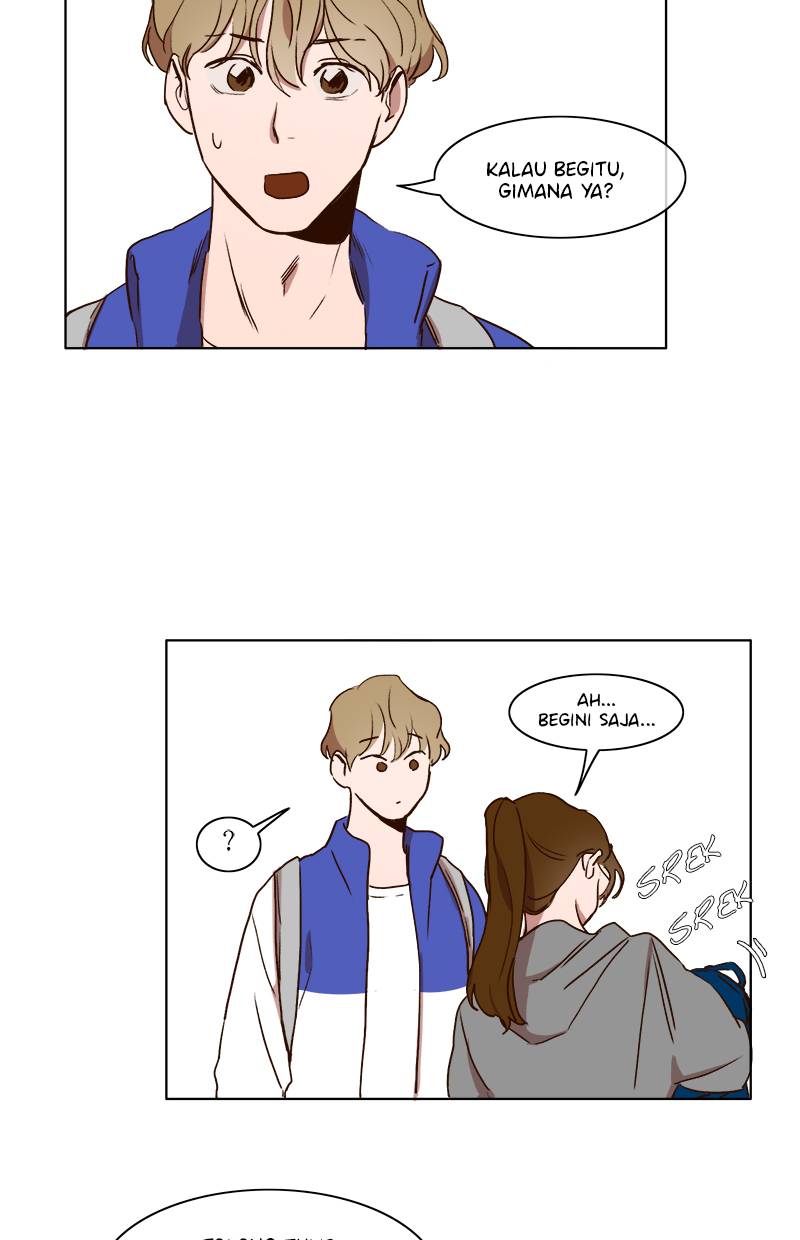 KALAU BEGITU,
GIMANA YA?
AH...
BEGINI SAJA...
?
SREK
SREK